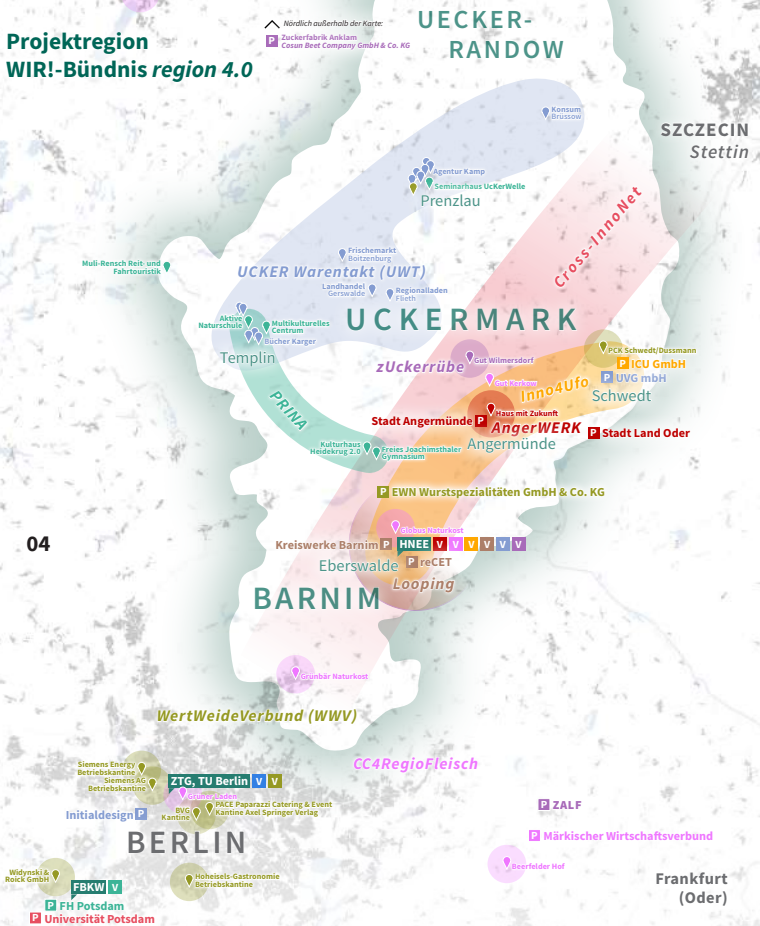 Projektregion
WIR!-Bündnis region 4.0
Nördlich außerhalb der Karte:
P Zuckerfabrik Anklam
Cosun Beet Company GmbH & Co. KG
UECKER-
RANDOW
SZCZECIN
Stettin
Konsum
Brüssow
Agentur Kamp
Seminarhaus UcKerWelle
Prenzlau
Cross-InnoNet
Muli-Rensch Reit- und
Fahrtouristik
Frischemarkt
Boitzenburg
UCKER Warentakt (UWT)
Landhandel
Gerswalde
Regionalladen
Flieth
UCKERMARK
Aktive
Naturschule
Multikulturelles
Centrum
Bücher Karger
Templin
zUckerrübe
Gut Wilmersdorf
PCK Schwedt/Dussmann
P ICU GmbH
P UVG mbH
Schwedt
Gut Kerkow
Inno4Ufo
PRINA
Haus mit Zukunft
Stadt Angermünde P
AngerWERK
P Stadt Land Oder
Angermünde
Kulturhaus
Heidekrug 2.0
Freies Joachimsthaler
Gymnasium
P EWN Wurstspezialitäten GmbH & Co. KG
04
Globus Naturkost
Kreiswerke Barnim P
HNEE V V V V V V
Eberswalde
P reCET
Looping
BARNIM
Grünbär Naturkost
WertWeideVerbund (WWV)
CC4RegioFleisch
Siemens Energy
Betriebskantine
Siemens AG
Betriebskantine
ZTG, TU Berlin V V
Grüner Laden
BVG
Kantine
PACE Paparazzi Catering & Event
Kantine Axel Springer Verlag
Initialdesign P
BERLIN
P ZALF
P Märkischer Wirtschaftsverbund
Beerfelder Hof
Widynski &
Roick GmbH
FBKW V
Hoheisels-Gastronomie
Betriebskantine
P FH Potsdam
P Universität Potsdam
Frankfurt
(Oder)